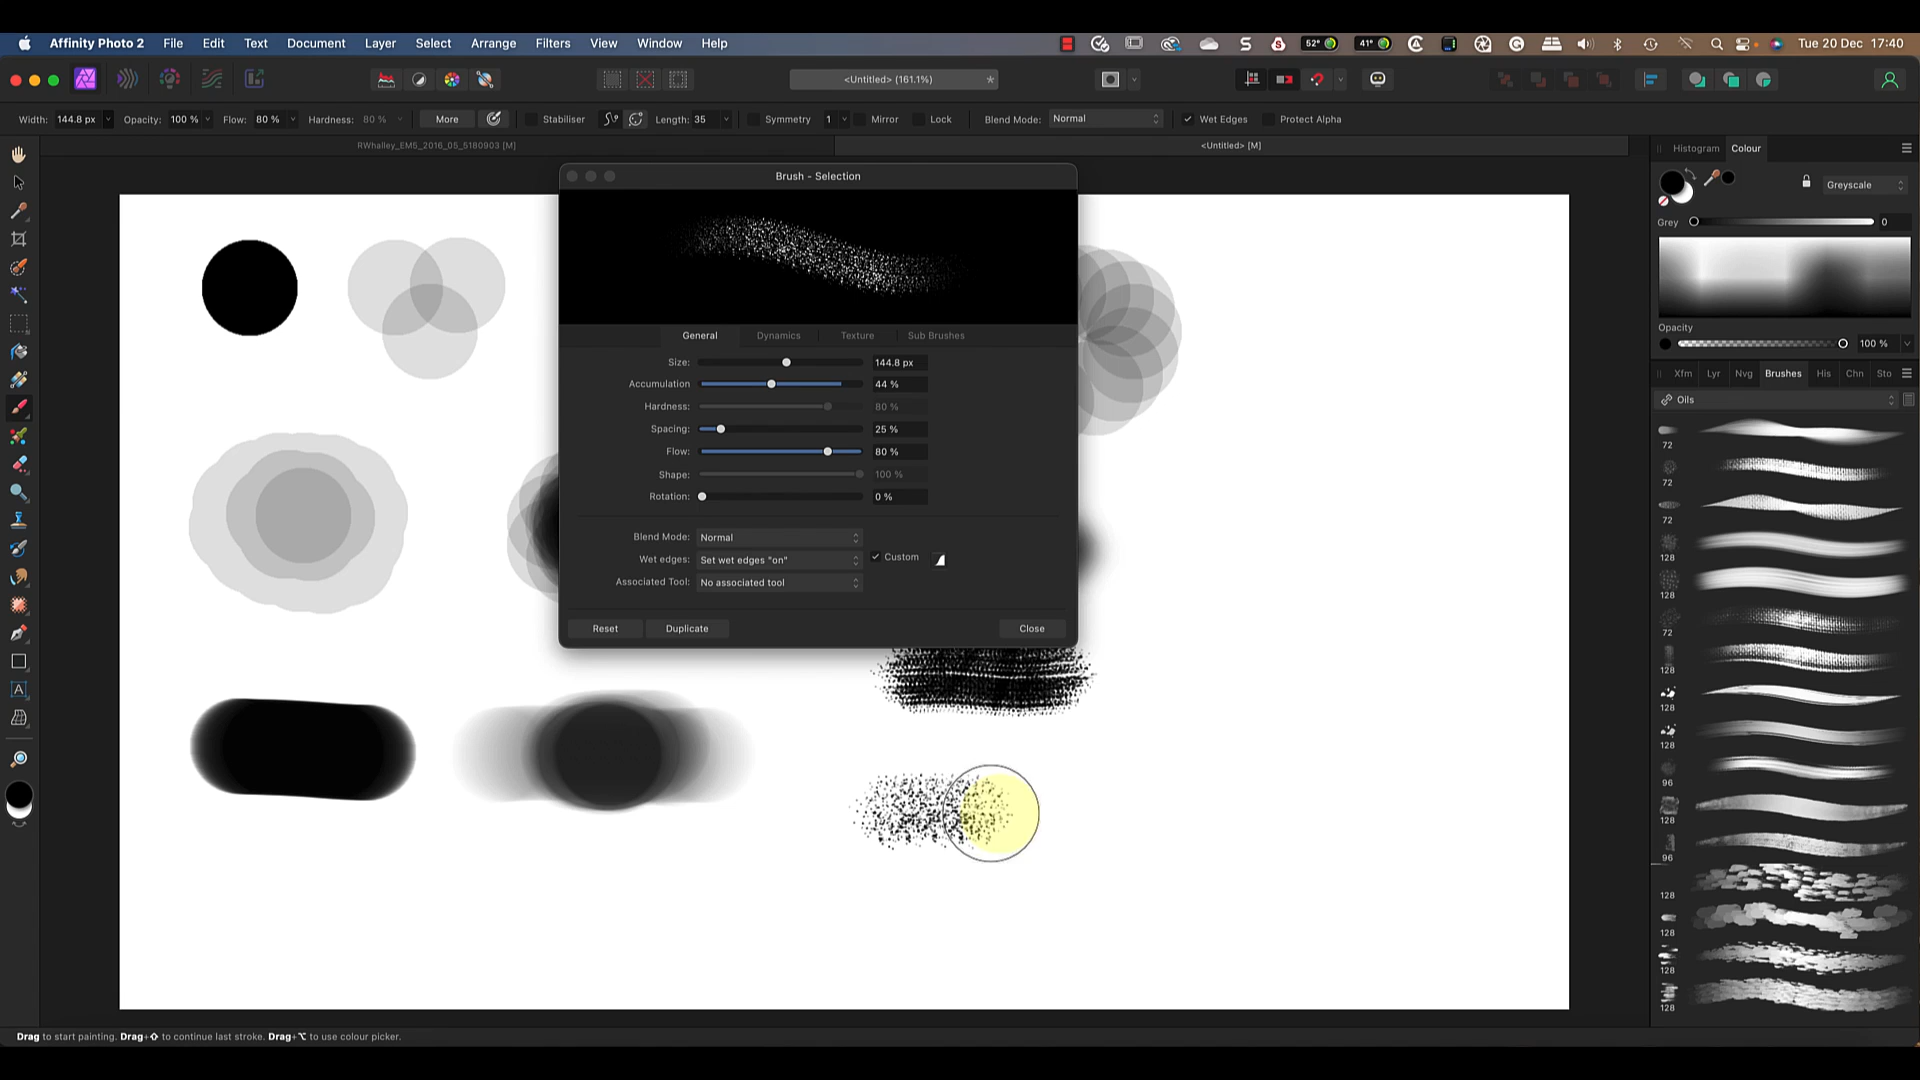 Affinity Photo 2 File Edit Text Document Layer Select Arrange Filters View Window Help 52° 41° Tue 20 Dec 17:40
<Untitled> (161.1%) *
Width: 144.8 px Opacity: 100 % Flow: 80 % Hardness: 80 % More Stabiliser Length: 35 Symmetry 1 Mirror Lock Blend Mode: Normal Wet Edges Protect Alpha
RWhalley_EM5_2016_05_5180903 [M] <Untitled> [M]
Histogram Colour
Greyscale
Grey 0
Opacity
100 %
Xfm Lyr Nvg Brushes His Chn Sto
Oils
72
72
72
128
128
72
128
128
128
96
128
96
128
128
128
128
Brush - Selection
General Dynamics Texture Sub Brushes
Size: 144.8 px
Accumulation 44 %
Hardness: 80 %
Spacing: 25 %
Flow: 80 %
Shape: 100 %
Rotation: 0 %
Blend Mode: Normal
Wet edges: Set wet edges "on" Custom
Associated Tool: No associated tool
Reset Duplicate Close
Drag to start painting. Drag+⇧ to continue last stroke. Drag+⌥ to use colour picker.